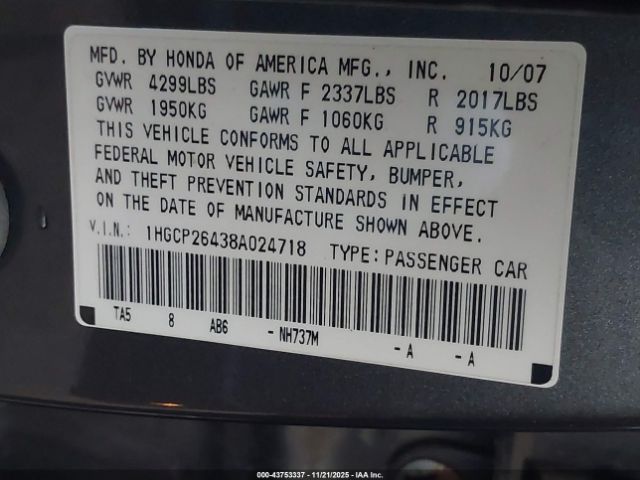 MFD. BY HONDA OF AMERICA MFG., INC. 10/07
GVWR 4299LBS GAWR F 2337LBS R 2017LBS
GVWR 1950KG GAWR F 1060KG R 915KG
THIS VEHICLE CONFORMS TO ALL APPLICABLE
FEDERAL MOTOR VEHICLE SAFETY, BUMPER,
AND THEFT PREVENTION STANDARDS IN EFFECT
ON THE DATE OF MANUFACTURE SHOWN ABOVE.
V.I.N.: 1HGCP26438A024718 TYPE: PASSENGER CAR
TA5 8 AB6 - NH737M - A - A
000-43753337 - 11/21/2025 - IAA Inc.